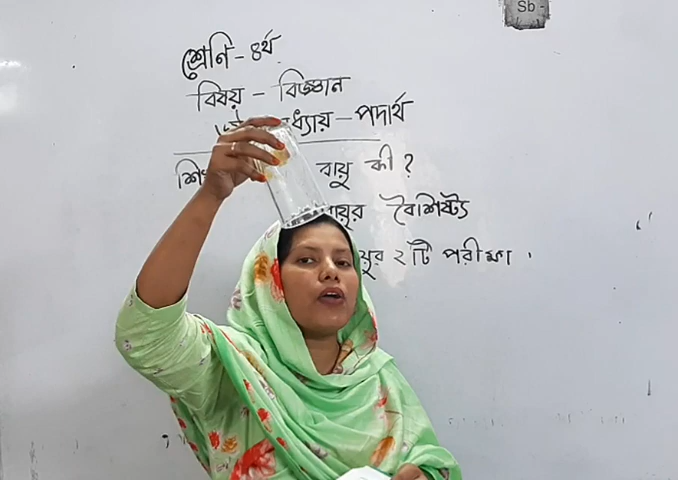 Sb
শ্রেণি - ৪র্থ
বিষয় - বিজ্ঞান
অধ্যায় - পদার্থ
বায়ু কী?
বায়ুর বৈশিষ্ট্য
২টি পরীক্ষা